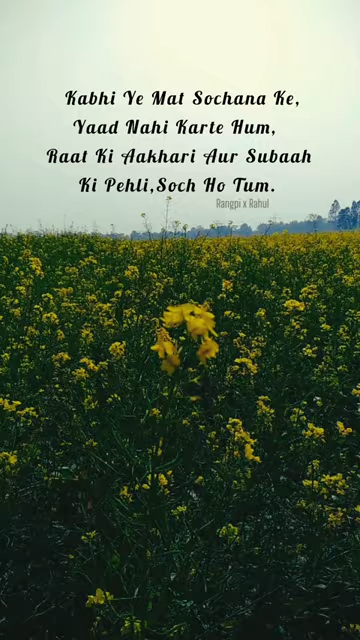 Kabhi Ye Mat Sochana Ke,
Yaad Nahi Karte Hum,
Raat Ki Aakhari Aur Subaah
Ki Pehli,Soch Ho Tum.
Rangpi x Rahul